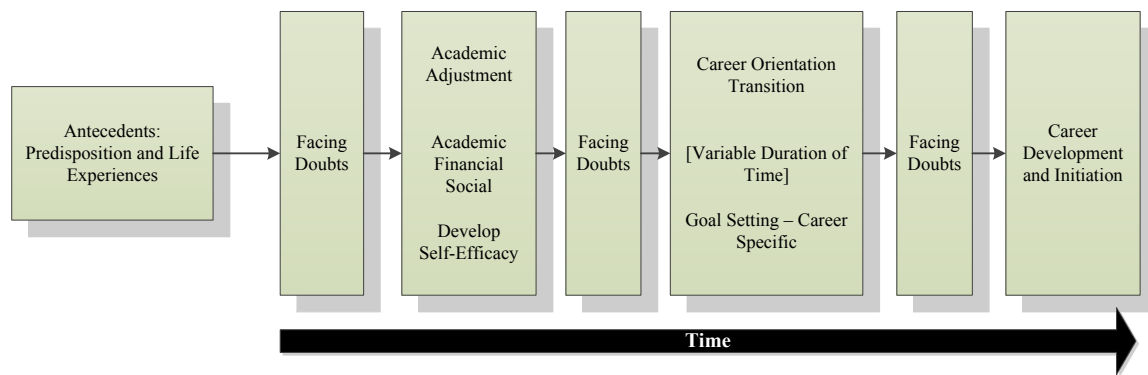 Antecedents:
Predisposition and Life
Experiences
Facing
Doubts
Academic
Adjustment
Academic
Financial
Social
Develop
Self-Efficacy
Facing
Doubts
Career Orientation
Transition
[Variable Duration of
Time]
Goal Setting – Career
Specific
Facing
Doubts
Career
Development
and Initiation
Time